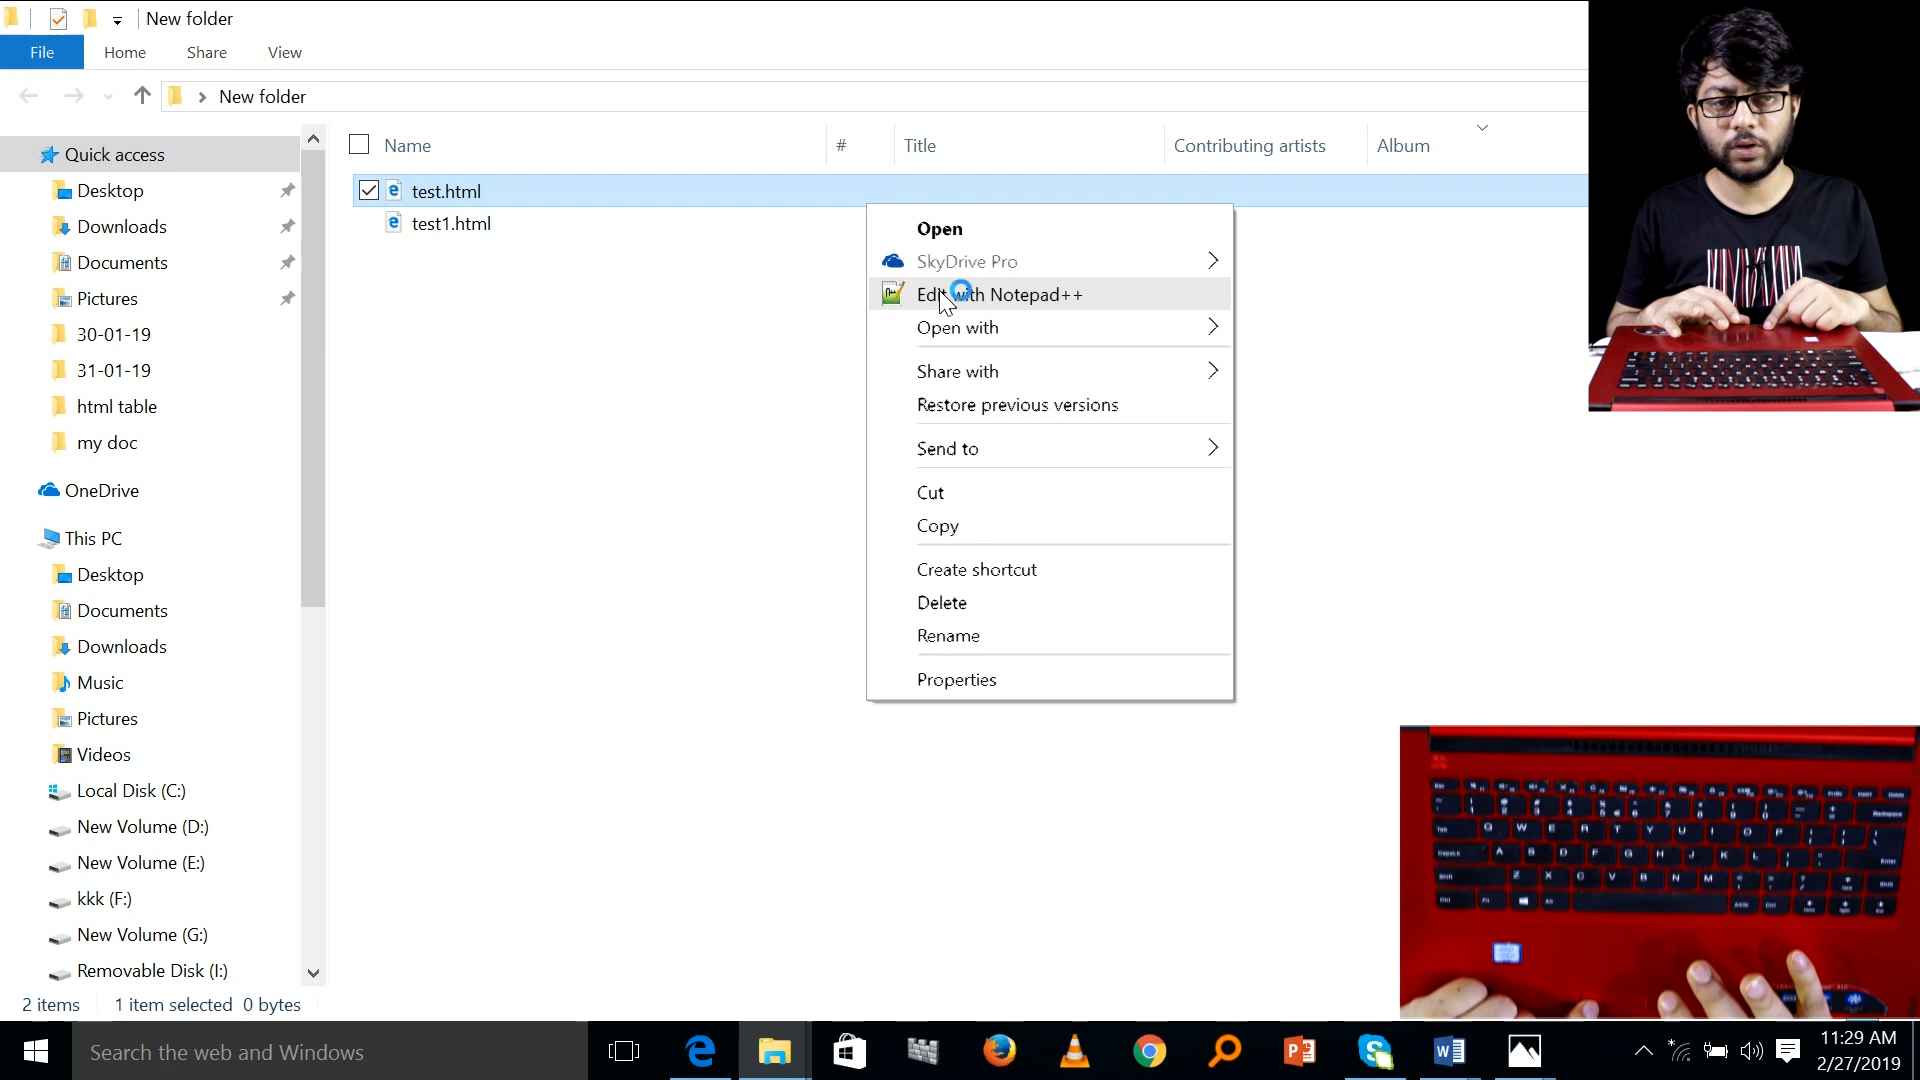 New folder
File Home Share View
New folder
Name # Title Contributing artists Album
Quick access
Desktop
Downloads
Documents
Pictures
30-01-19
31-01-19
html table
my doc
OneDrive
This PC
Desktop
Documents
Downloads
Music
Pictures
Videos
Local Disk (C:)
New Volume (D:)
New Volume (E:)
kkk (F:)
New Volume (G:)
Removable Disk (I:)
test.html
test1.html
Open
SkyDrive Pro
Edit with Notepad++
Open with
Share with
Restore previous versions
Send to
Cut
Copy
Create shortcut
Delete
Rename
Properties
Q W E R T Y U I O P
A S D F G H J K L
Z X C V B N M
2 items 1 item selected 0 bytes
Search the web and Windows
11:29 AM
2/27/2019